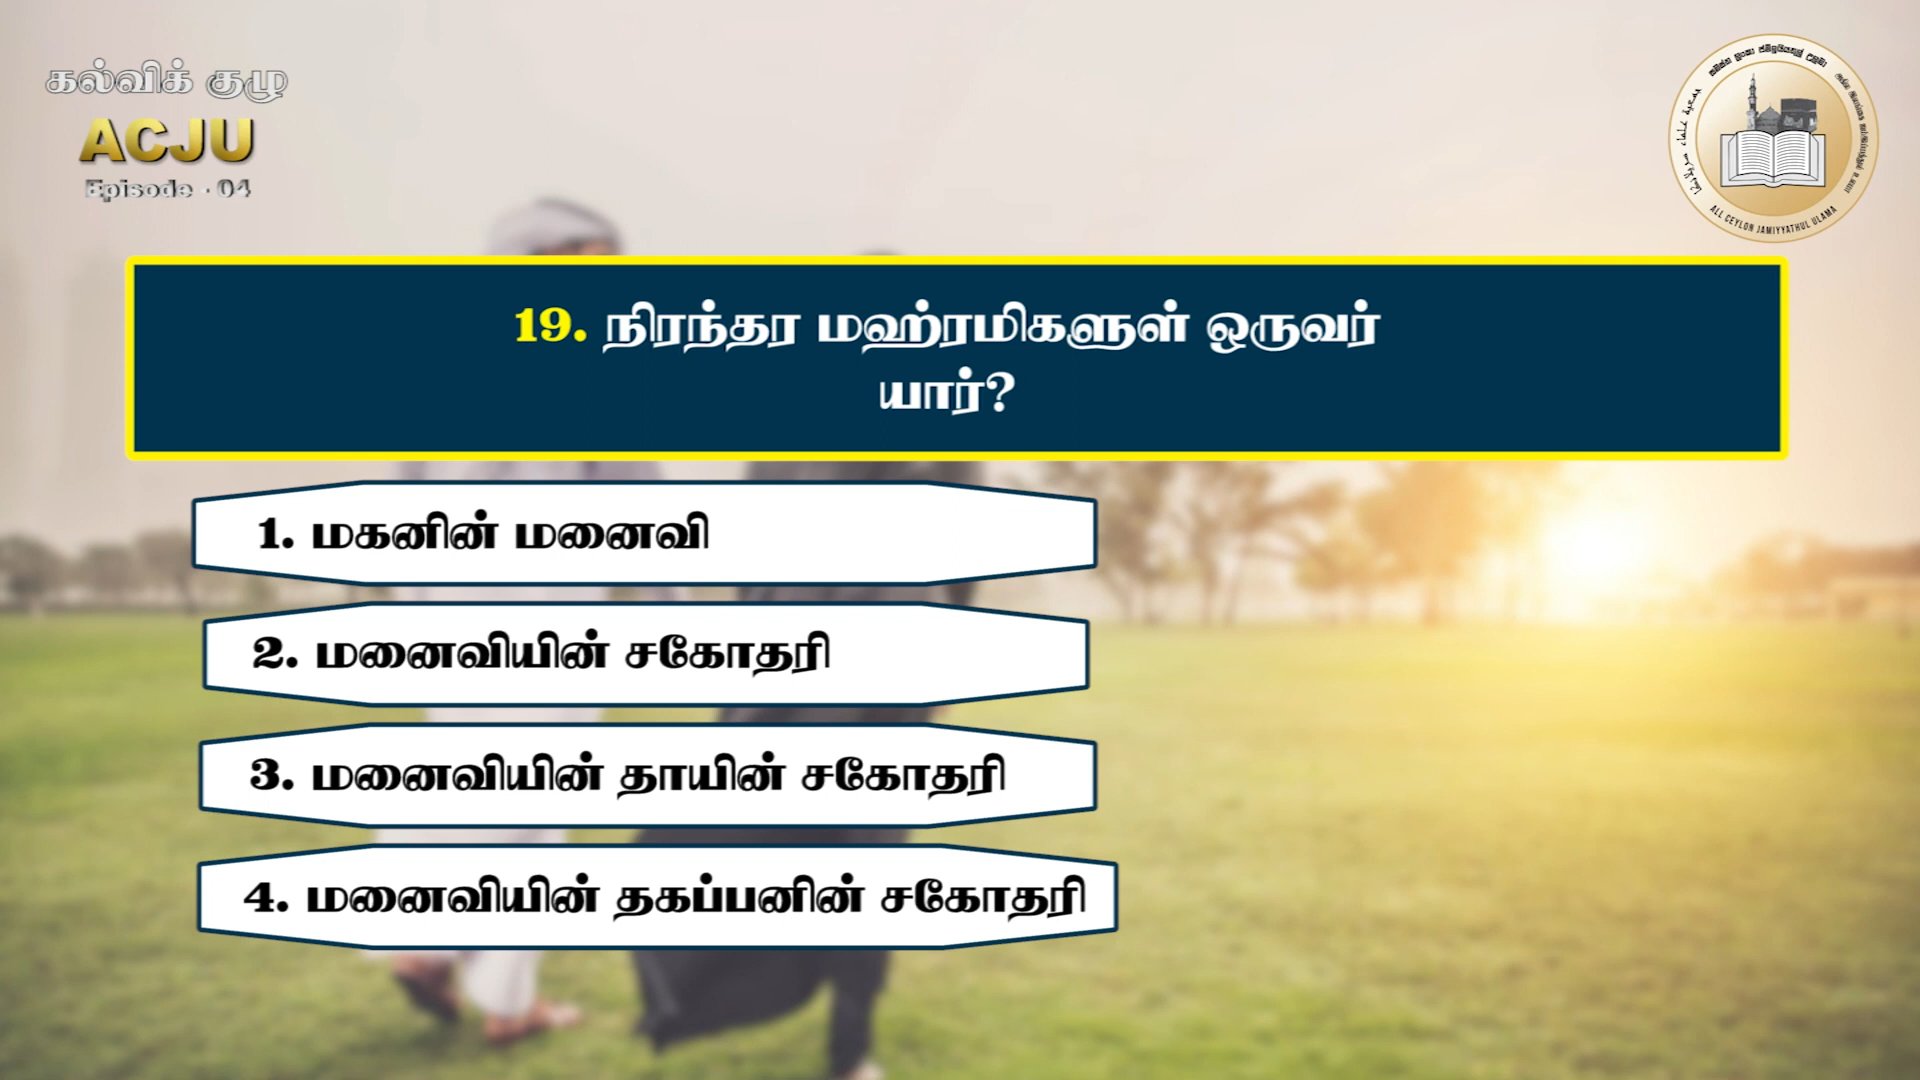 கல்விக் குழு
ACJU
Episode - 04
ALL CEYLON JAMIYYATHUL ULAMA
19. நிரந்தர மஹ்ரமிகளுள் ஒருவர்
யார்?
1. மகனின் மனைவி
2. மனைவியின் சகோதரி
3. மனைவியின் தாயின் சகோதரி
4. மனைவியின் தகப்பனின் சகோதரி